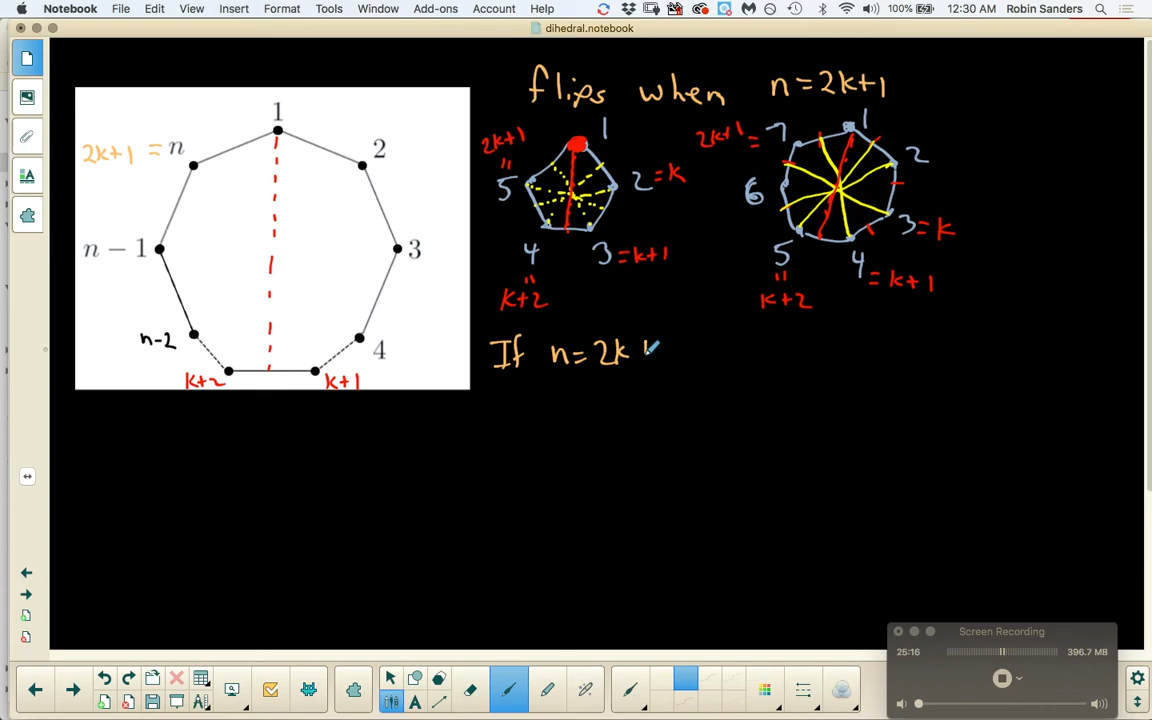 Notebook File Edit View Insert Format Tools Add-ons Window Account Help 100% 12:30 AM Robin Sanders
dihedral.notebook
flips when n=2k+1
1
2k+1 = n
2
n − 1
3
n-2
4
k+2
k+1
2k+1
"
5
1
2 =k
4
3 =k+1
"
k+2
2k+1 = 7
1
2
6
3 =k
5
4 =k+1
"
k+2
If n=2k
Screen Recording
25:16 396.7 MB
A